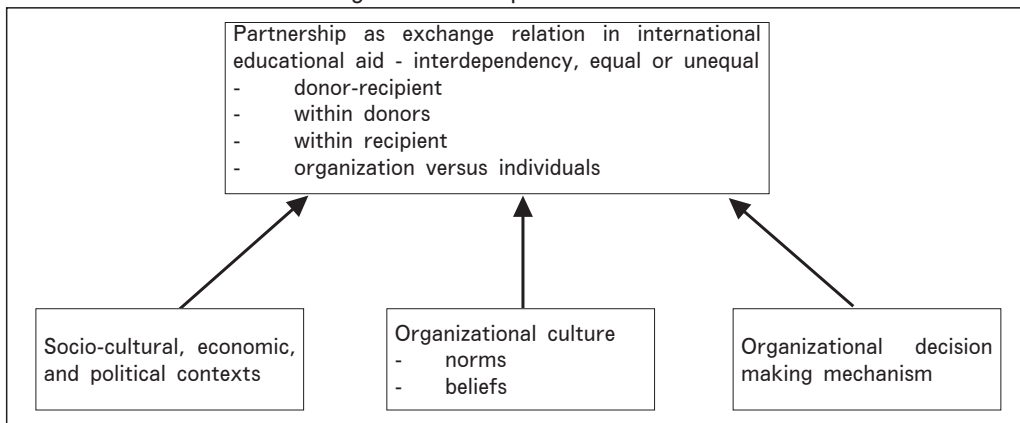 Partnership as exchange relation in international
educational aid - interdependency, equal or unequal
- donor-recipient
- within donors
- within recipient
- organization versus individuals
Socio-cultural, economic,
and political contexts
Organizational culture
- norms
- beliefs
Organizational decision
making mechanism